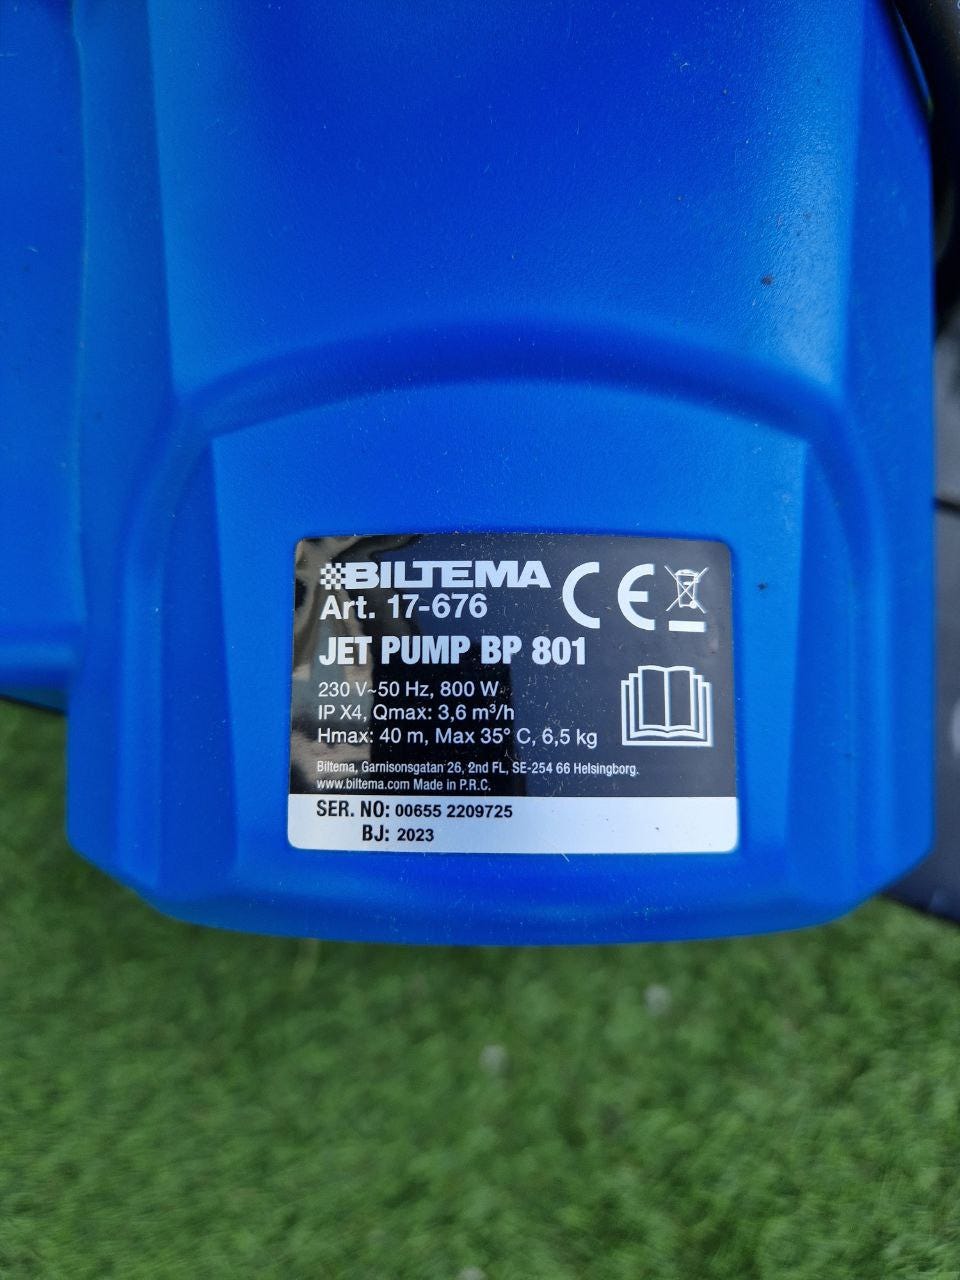 BILTEMA
Art. 17-676
CE
JET PUMP BP 801
230 V~50 Hz, 800 W
IP X4, Qmax: 3,6 m³/h
Hmax: 40 m, Max 35° C, 6,5 kg
Biltema, Garnisonsgatan 26, 2nd FL, SE-254 66 Helsingborg.
www.biltema.com Made in P.R.C.
SER. NO: 00655 2209725
BJ: 2023